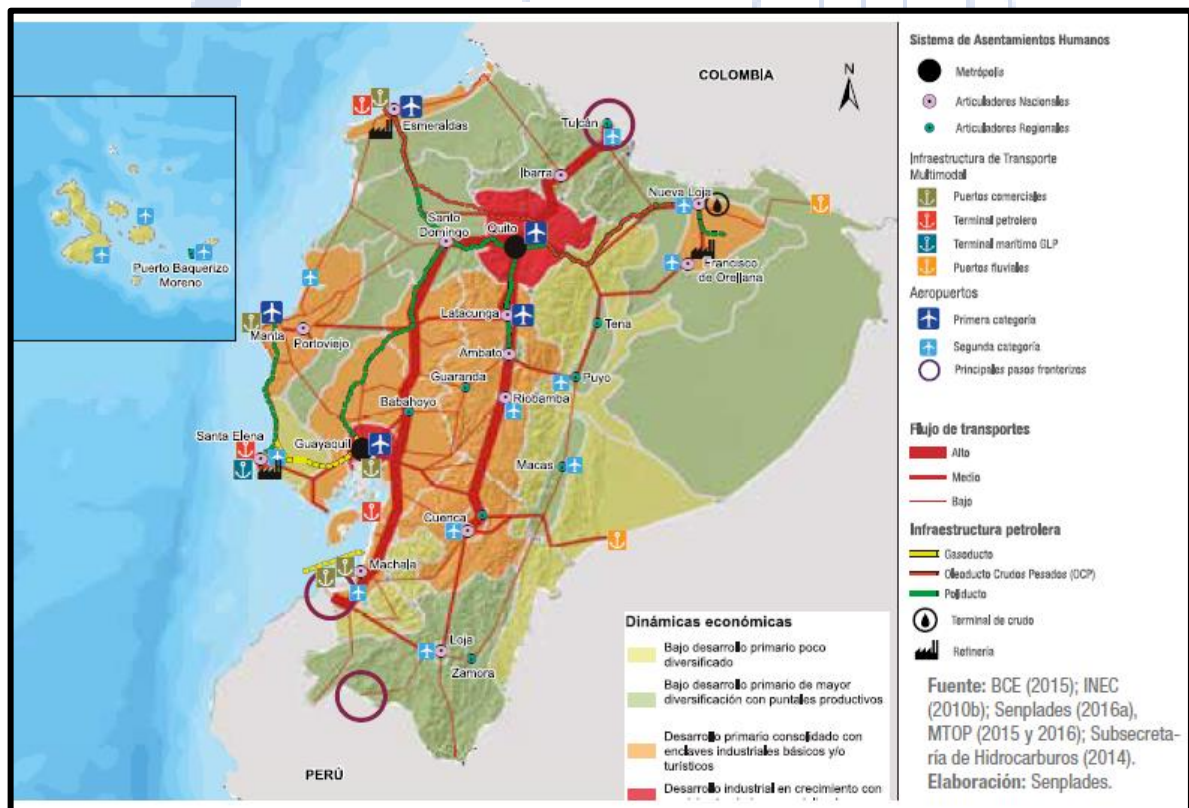 COLOMBIA
N
Esmeraldas
Tulcán
Ibarra
Nueva Loja
Santo
Domingo
Quito
Francisco
de Orellana
Puerto Baquerizo
Moreno
Latacunga
Tena
Manta
Portoviejo
Ambato
Guaranda
Puyo
Babahoyo
Riobamba
Santa Elena
Guayaquil
Macas
Cuenca
Machala
Loja
Zamora
PERÚ
Dinámicas económicas
Bajo desarrollo primario poco
diversificado
Bajo desarrollo primario de mayor
diversificación con puntales productivos
Desarrollo primario consolidado con
enclaves industriales básicos y/o
turísticos
Desarrollo industrial en crecimiento con
Sistema de Asentamientos Humanos
Metrópolis
Articuladores Nacionales
Articuladores Regionales
Infraestructura de Transporte
Multimodal
Puertos comerciales
Terminal petrolero
Terminal marítimo GLP
Puertos fluviales
Aeropuertos
Primera categoría
Segunda categoría
Principales pasos fronterizos
Flujo de transportes
Alto
Medio
Bajo
Infraestructura petrolera
Gasoducto
Oleoducto Crudos Pesados (OCP)
Poliducto
Terminal de crudo
Refinería
Fuente: BCE (2015); INEC
(2010b); Senplades (2016a),
MTOP (2015 y 2016); Subsecreta-
ría de Hidrocarburos (2014).
Elaboración: Senplades.